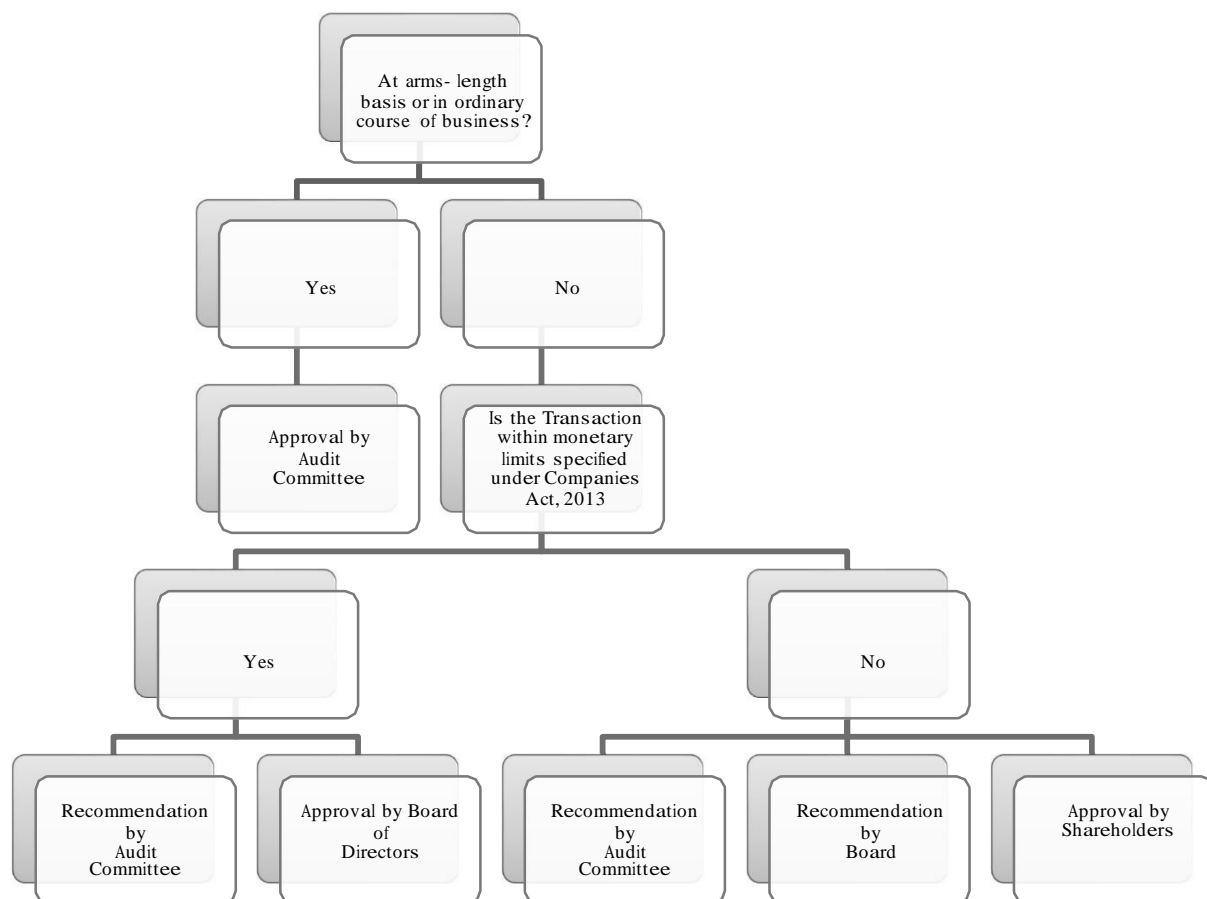 At arms- length
basis or in ordinary
course of business?
Yes
No
Approval by
Audit
Committee
Is the Transaction
within monetary
limits specified
under Companies
Act, 2013
Yes
No
Recommendation
by
Audit
Committee
Approval by Board
of
Directors
Recommendation
by
Audit
Committee
Recommendation
by
Board
Approval by
Shareholders